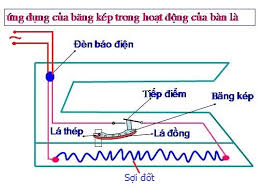 ứng dụng của băng kép trong hoạt động của bàn là
Đèn báo điện
Tiếp điểm
Băng kép
Lá thép
Lá đồng
Sợi đốt